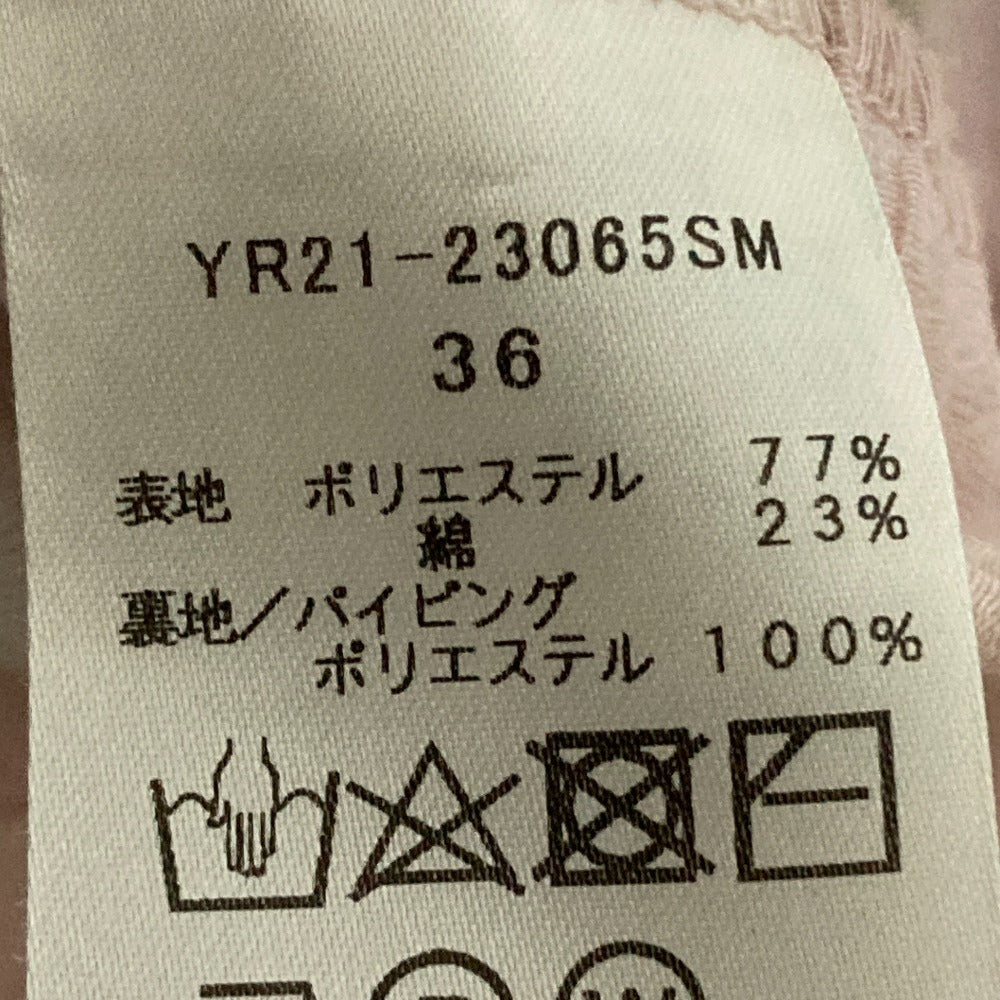 YR21-23065SM
36
表地 ポリエステル 77%
綿 23%
裏地/パイピング
ポリエステル 100%